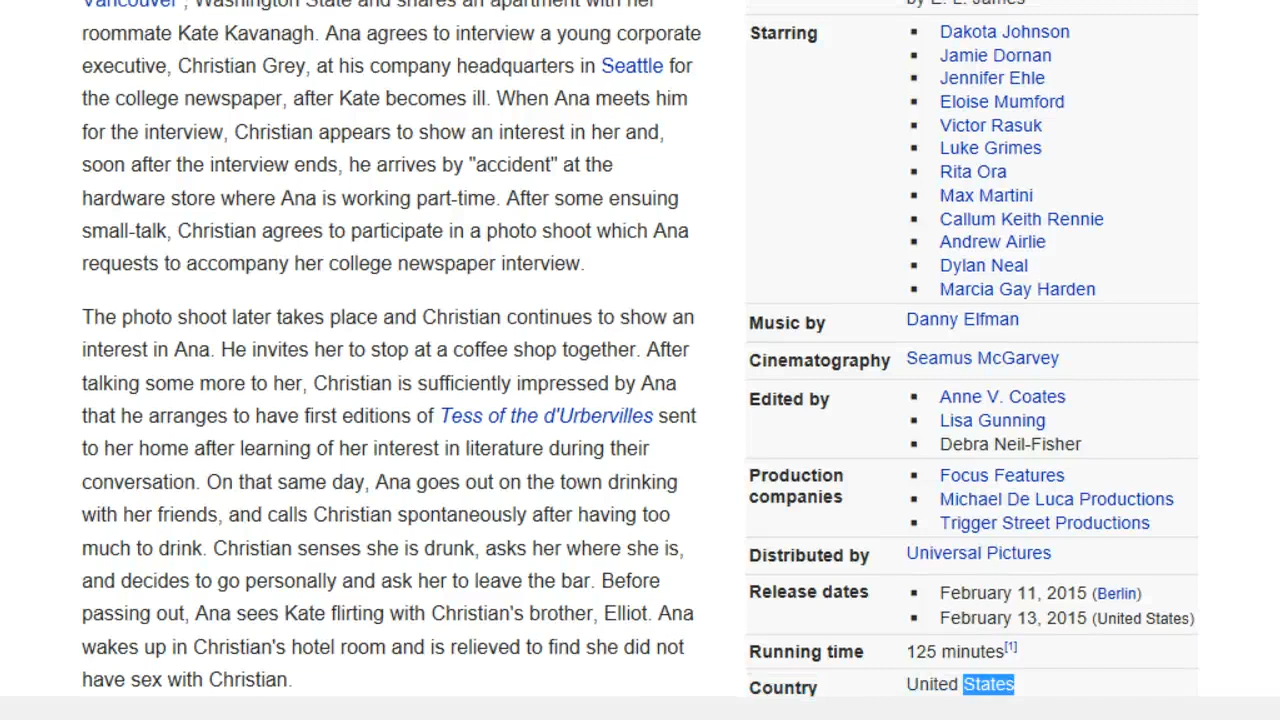 Vancouver , Washington State and shares an apartment with her
roommate Kate Kavanagh. Ana agrees to interview a young corporate
executive, Christian Grey, at his company headquarters in Seattle for
the college newspaper, after Kate becomes ill. When Ana meets him
for the interview, Christian appears to show an interest in her and,
soon after the interview ends, he arrives by "accident" at the
hardware store where Ana is working part-time. After some ensuing
small-talk, Christian agrees to participate in a photo shoot which Ana
requests to accompany her college newspaper interview.
The photo shoot later takes place and Christian continues to show an
interest in Ana. He invites her to stop at a coffee shop together. After
talking some more to her, Christian is sufficiently impressed by Ana
that he arranges to have first editions of Tess of the d'Urbervilles sent
to her home after learning of her interest in literature during their
conversation. On that same day, Ana goes out on the town drinking
with her friends, and calls Christian spontaneously after having too
much to drink. Christian senses she is drunk, asks her where she is,
and decides to go personally and ask her to leave the bar. Before
passing out, Ana sees Kate flirting with Christian's brother, Elliot. Ana
wakes up in Christian's hotel room and is relieved to find she did not
have sex with Christian.
by E. L. James
Starring
Dakota Johnson
Jamie Dornan
Jennifer Ehle
Eloise Mumford
Victor Rasuk
Luke Grimes
Rita Ora
Max Martini
Callum Keith Rennie
Andrew Airlie
Dylan Neal
Marcia Gay Harden
Music by Danny Elfman
Cinematography Seamus McGarvey
Edited by
Anne V. Coates
Lisa Gunning
Debra Neil-Fisher
Production
companies
Focus Features
Michael De Luca Productions
Trigger Street Productions
Distributed by Universal Pictures
Release dates
February 11, 2015 (Berlin)
February 13, 2015 (United States)
Running time 125 minutes[1]
Country United States